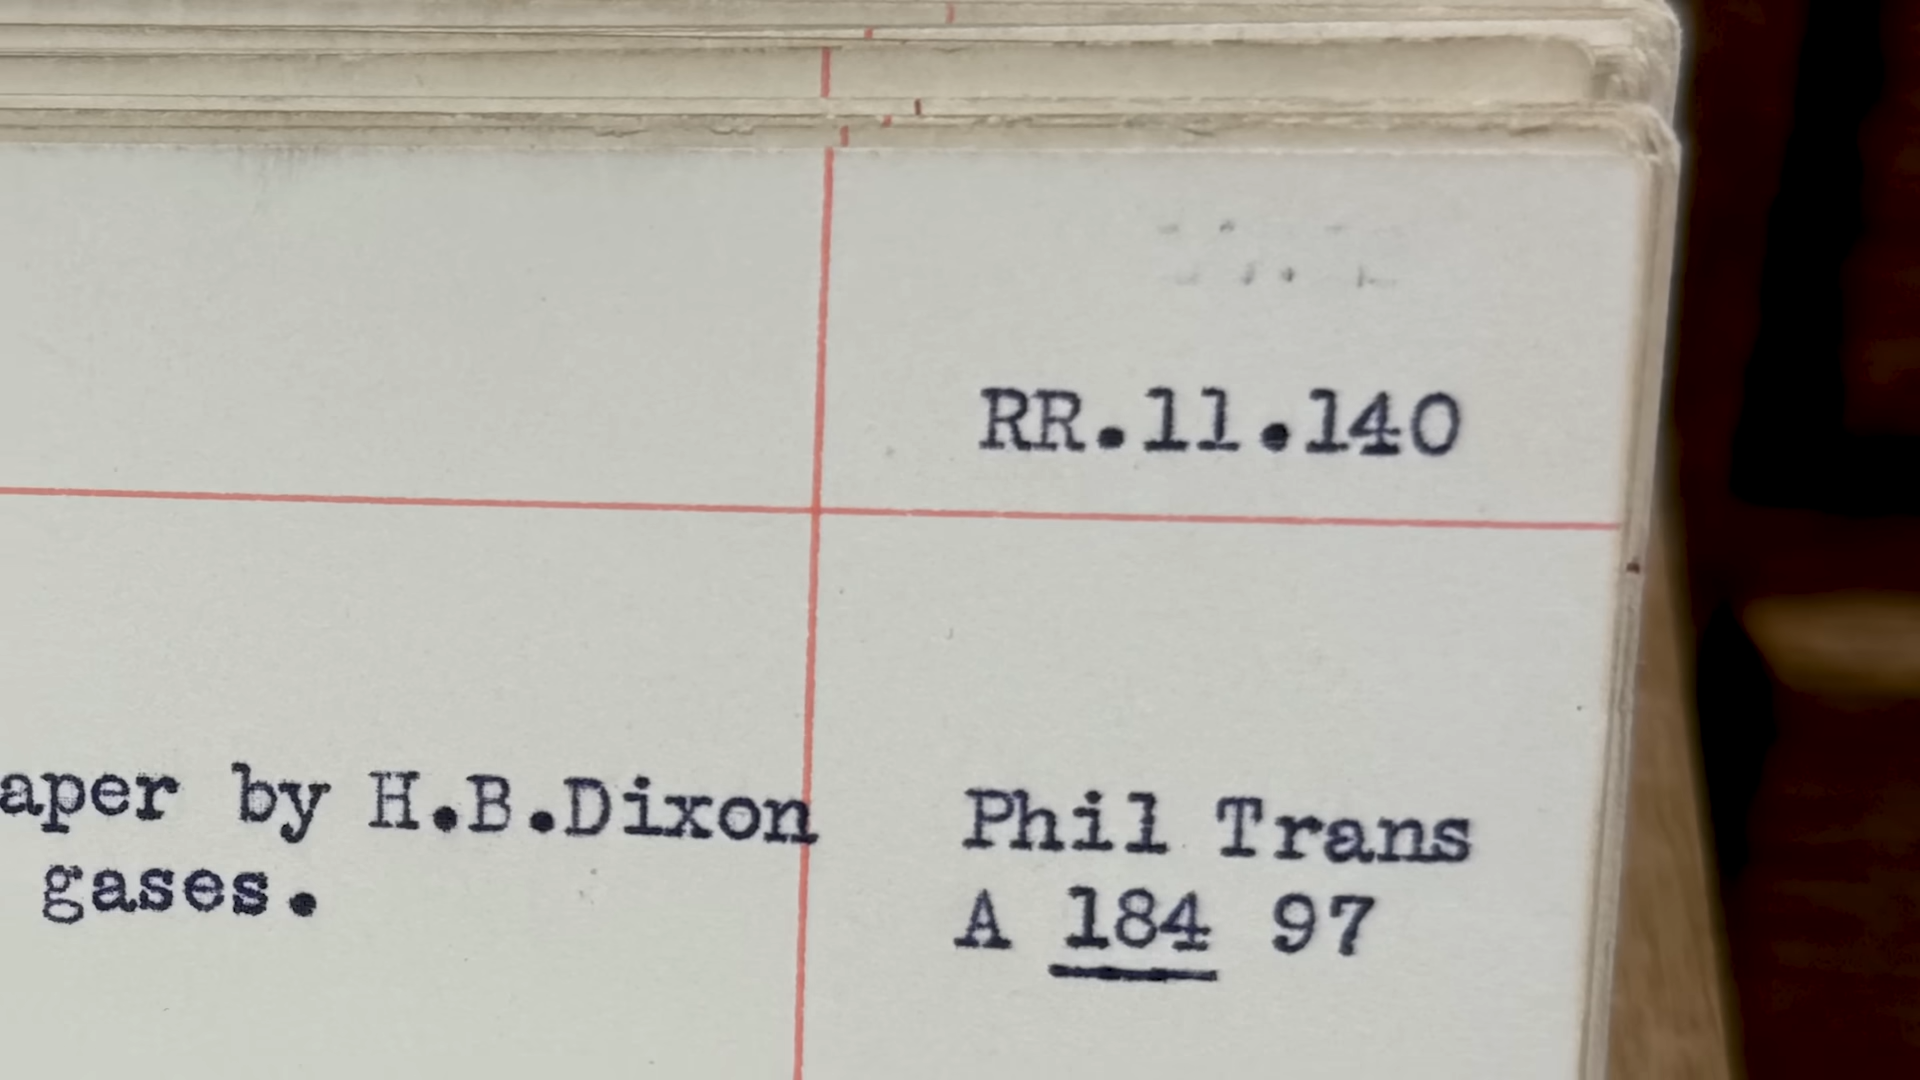 RR.11.140
aper by H.B.Dixon
gases.
Phil Trans
A 184 97